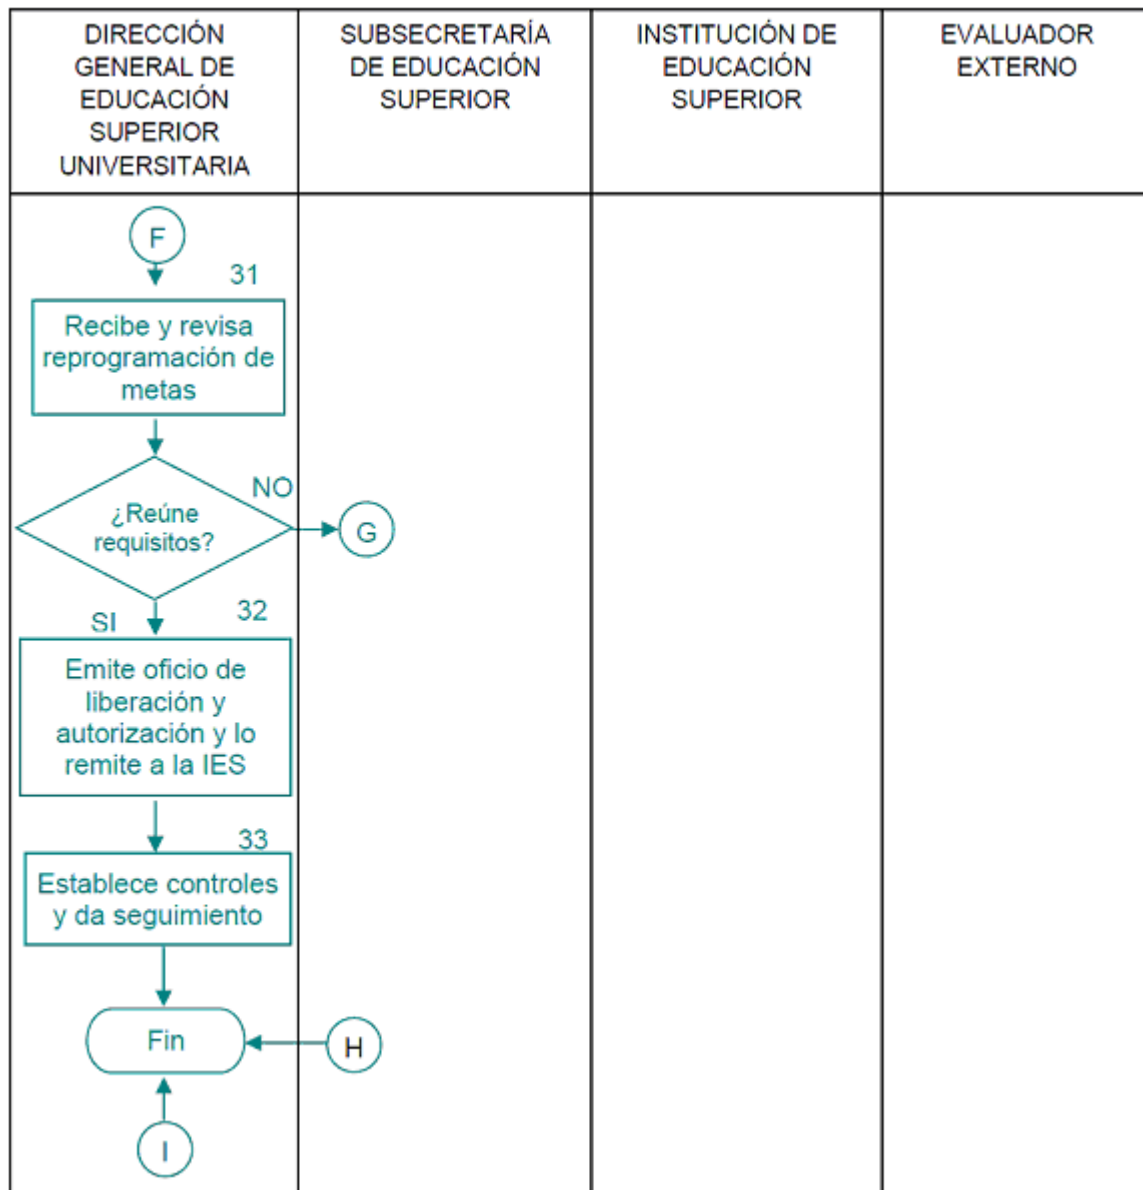 DIRECCIÓN
GENERAL DE
EDUCACIÓN
SUPERIOR
UNIVERSITARIA
SUBSECRETARÍA
DE EDUCACIÓN
SUPERIOR
INSTITUCIÓN DE
EDUCACIÓN
SUPERIOR
EVALUADOR
EXTERNO
F
31
Recibe y revisa
reprogramación de
metas
NO
¿Reúne
requisitos?
G
SI
32
Emite oficio de
liberación y
autorización y lo
remite a la IES
33
Establece controles
y da seguimiento
Fin
H
I